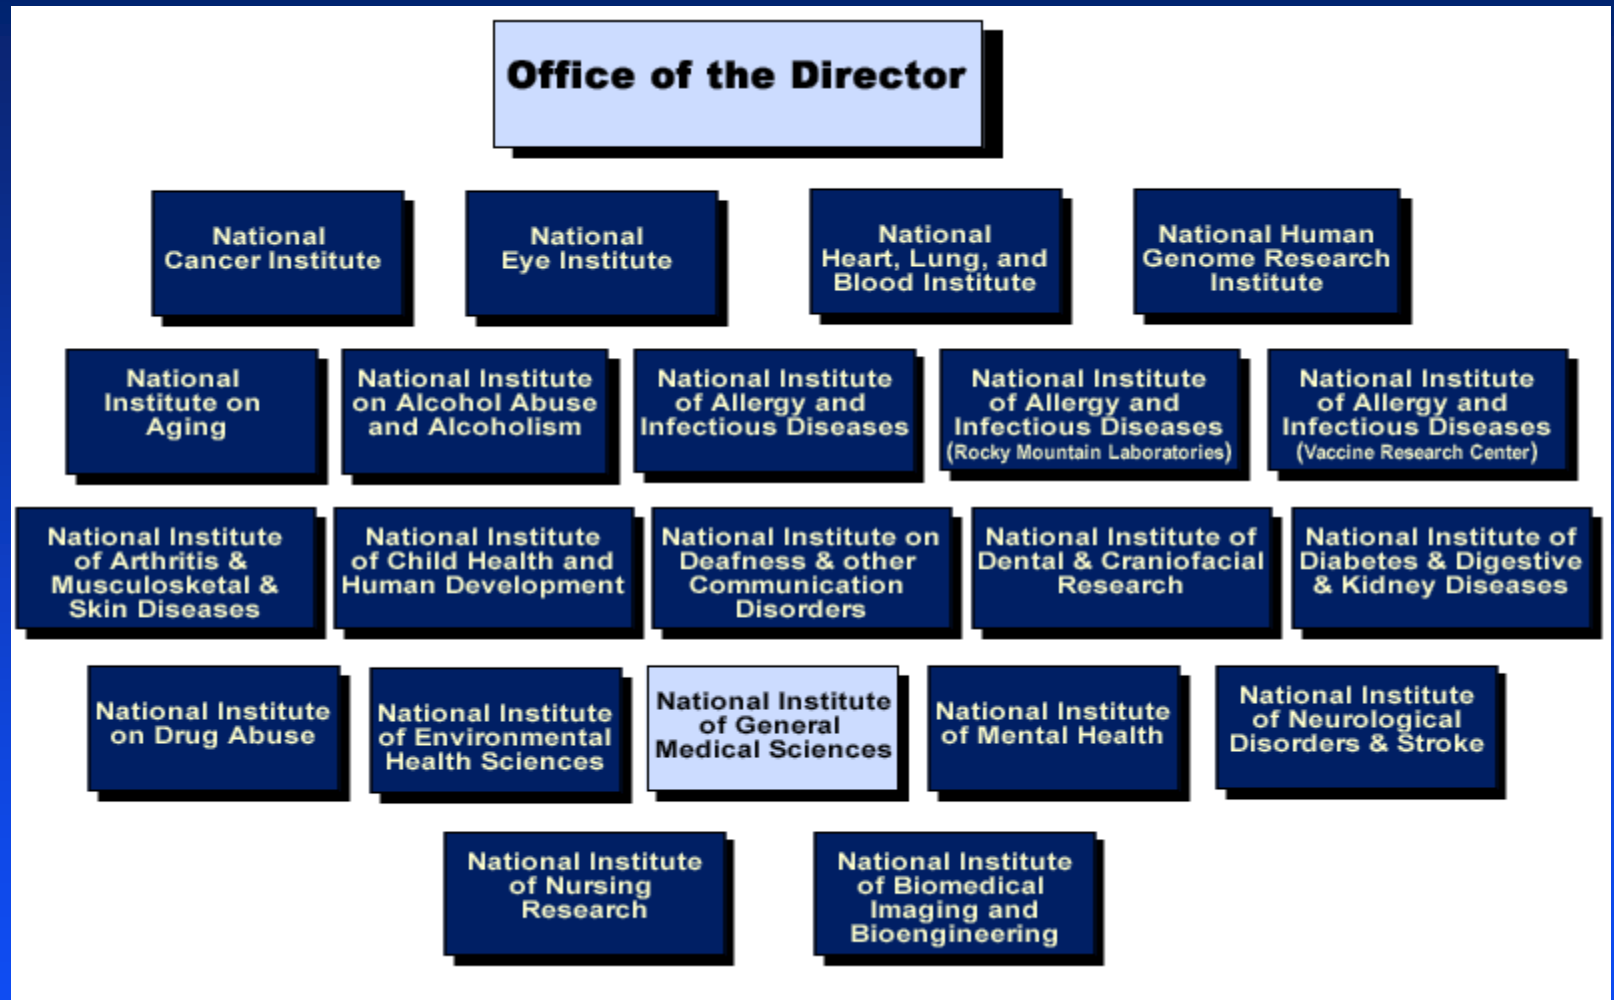 Office of the Director
National
Cancer Institute
National
Eye Institute
National
Heart, Lung, and
Blood Institute
National Human
Genome Research
Institute
National
Institute on
Aging
National Institute
on Alcohol Abuse
and Alcoholism
National Institute
of Allergy and
Infectious Diseases
National Institute
of Allergy and
Infectious Diseases
(Rocky Mountain Laboratories)
National Institute
of Allergy and
Infectious Diseases
(Vaccine Research Center)
National Institute
of Arthritis &
Musculosketal &
Skin Diseases
National Institute
of Child Health and
Human Development
National Institute on
Deafness & other
Communication
Disorders
National Institute of
Dental & Craniofacial
Research
National Institute of
Diabetes & Digestive
& Kidney Diseases
National Institute
on Drug Abuse
National Institute
of Environmental
Health Sciences
National Institute
of General
Medical Sciences
National Institute
of Mental Health
National Institute
of Neurological
Disorders & Stroke
National Institute
of Nursing
Research
National Institute
of Biomedical
Imaging and
Bioengineering